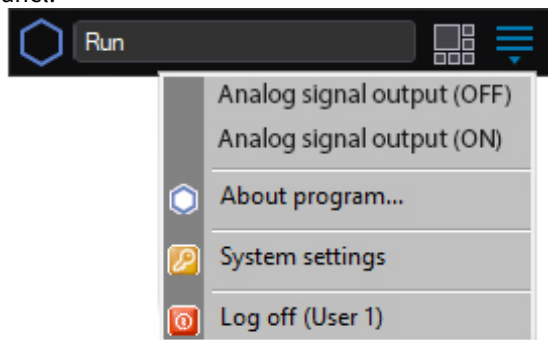 Run
Analog signal output (OFF)
Analog signal output (ON)
About program...
System settings
Log off (User 1)